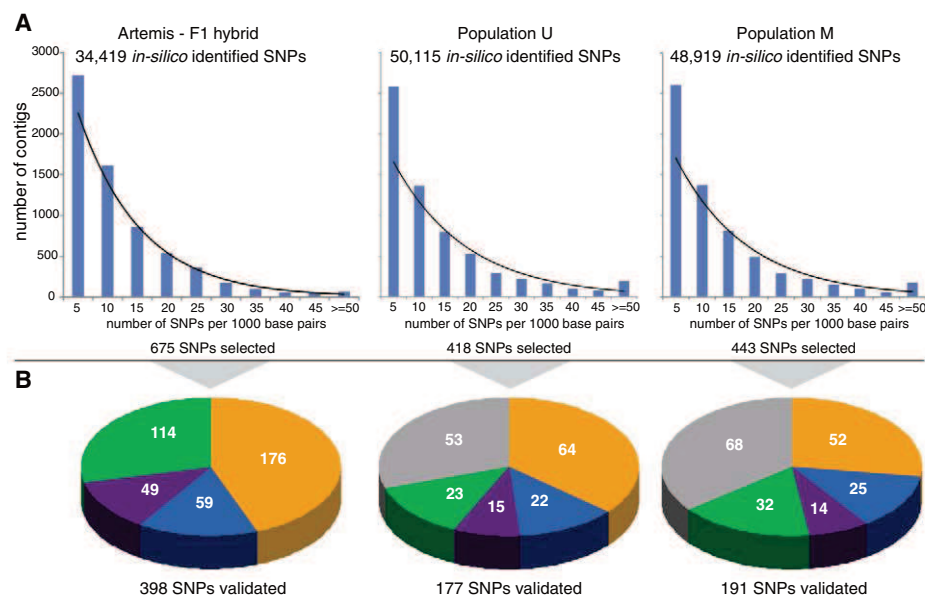 A
Artemis - F1 hybrid
34,419 in-silico identified SNPs
Population U
50,115 in-silico identified SNPs
Population M
48,919 in-silico identified SNPs
number of contigs
3000
2500
2000
1500
1000
500
0
5 10 15 20 25 30 35 40 45 >=50
number of SNPs per 1000 base pairs
5 10 15 20 25 30 35 40 45 >=50
number of SNPs per 1000 base pairs
5 10 15 20 25 30 35 40 45 >=50
number of SNPs per 1000 base pairs
675 SNPs selected
418 SNPs selected
443 SNPs selected
B
114
176
49
59
398 SNPs validated
53
64
23
15
22
177 SNPs validated
68
52
25
32
14
191 SNPs validated